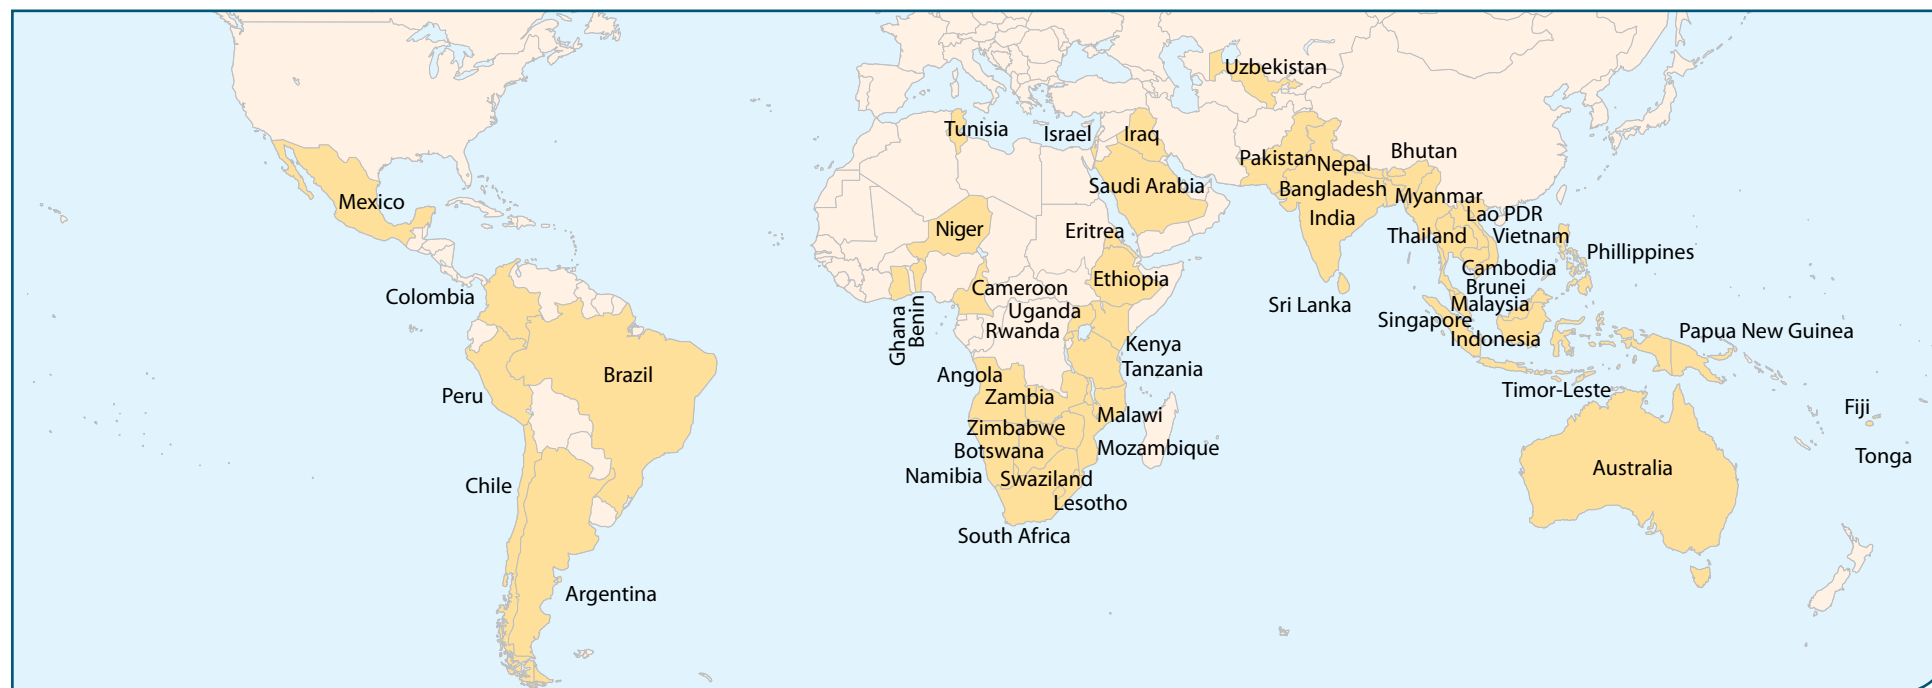 Uzbekistan
Tunisia
Israel
Iraq
Pakistan
Nepal
Bhutan
Saudi Arabia
Bangladesh
Myanmar
Mexico
India
Lao PDR
Niger
Eritrea
Thailand
Vietnam
Phillippines
Cambodia
Ethiopia
Cameroon
Brunei
Colombia
Malaysia
Sri Lanka
Uganda
Singapore
Rwanda
Ghana
Benin
Indonesia
Papua New Guinea
Kenya
Tanzania
Angola
Brazil
Timor-Leste
Peru
Zambia
Malawi
Fiji
Zimbabwe
Mozambique
Botswana
Tonga
Namibia
Swaziland
Australia
Chile
Lesotho
South Africa
Argentina